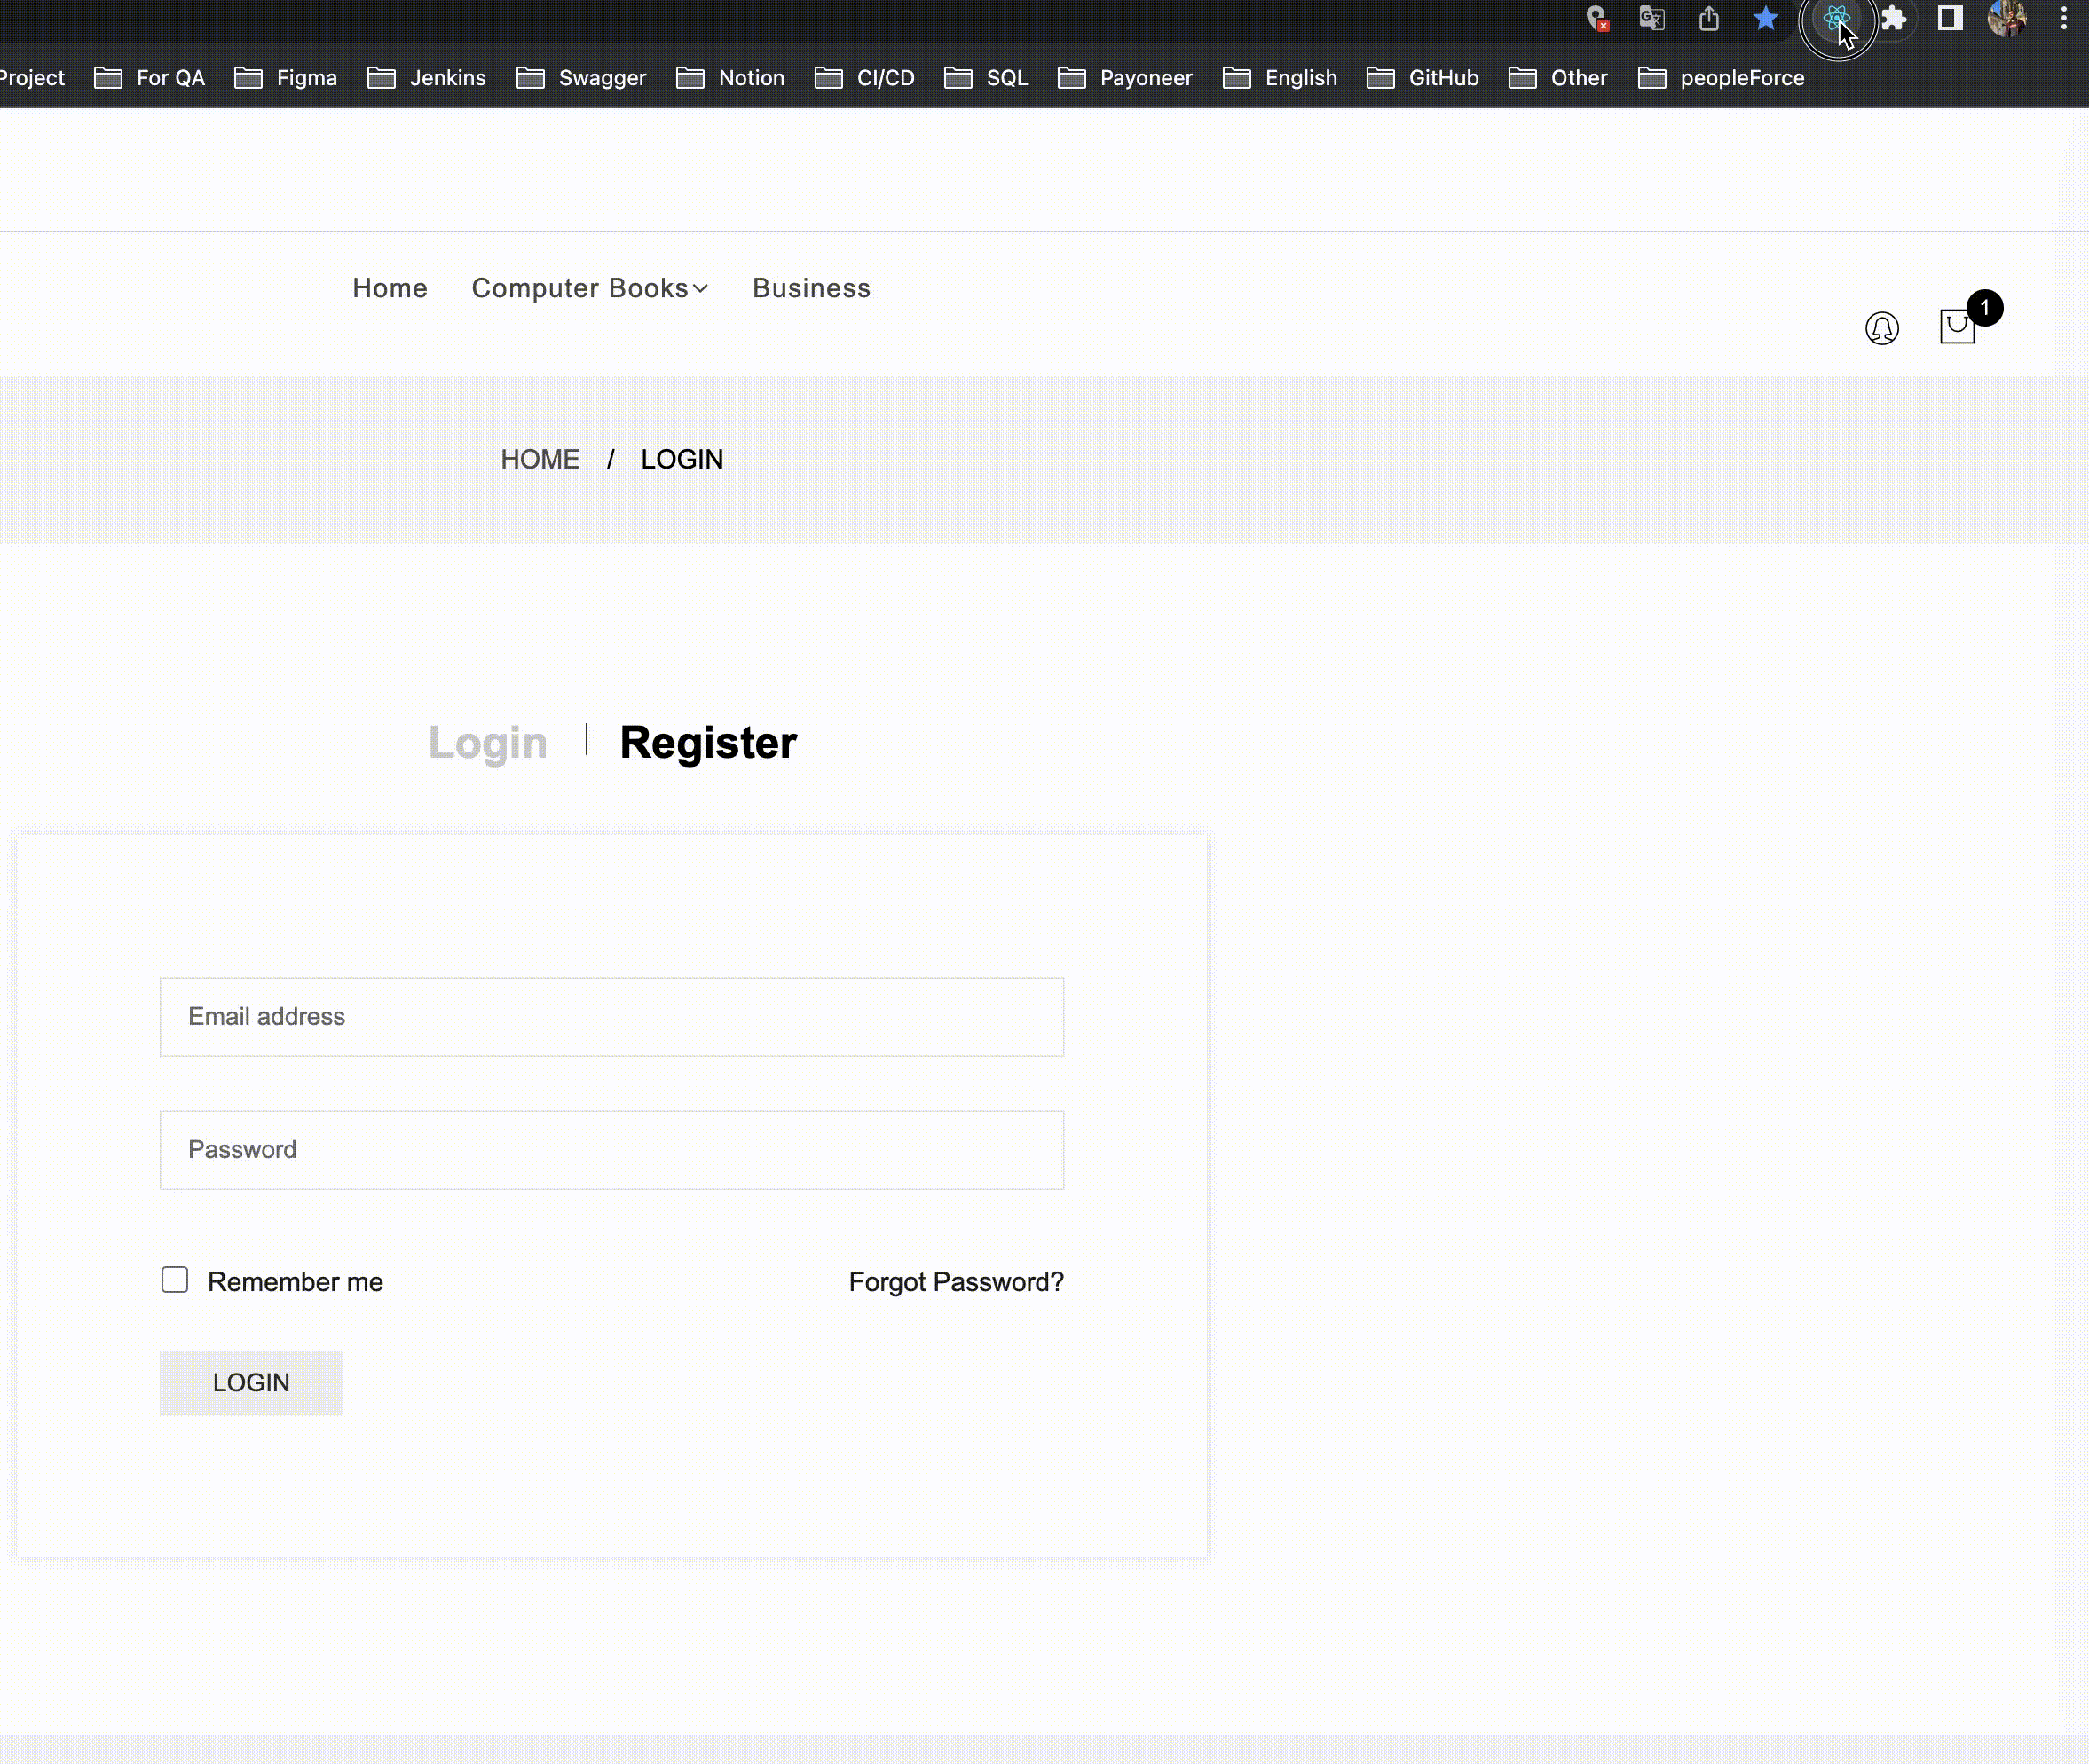 Project For QA Figma Jenkins Swagger Notion CI/CD SQL Payoneer English GitHub Other peopleForce
Home Computer Books Business
1
HOME / LOGIN
Login | Register
Email address
Password
Remember me Forgot Password?
LOGIN